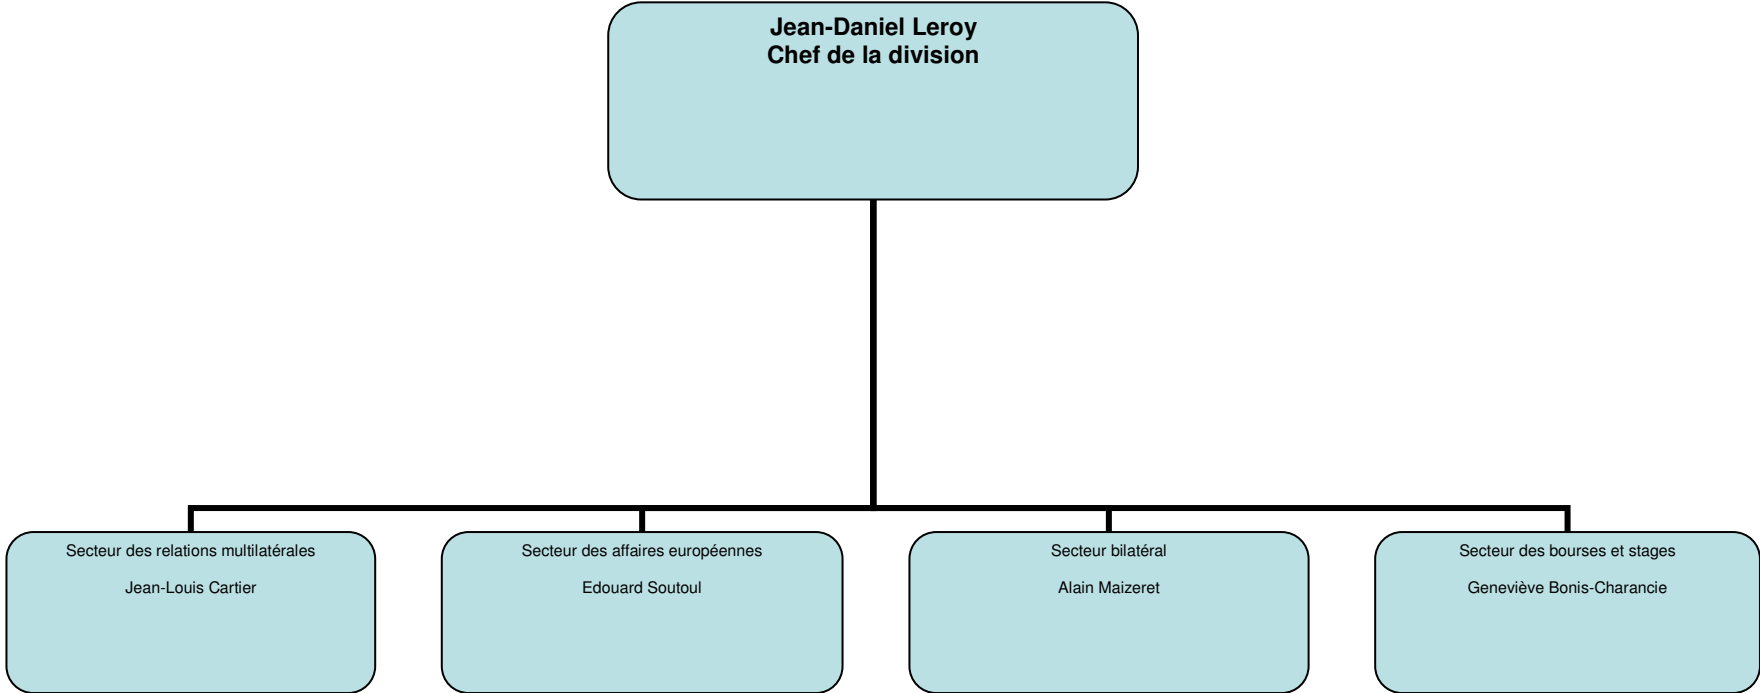 Jean-Daniel Leroy
Chef de la division
Secteur des relations multilatérales
Jean-Louis Cartier
Secteur des affaires européennes
Edouard Soutoul
Secteur bilatéral
Alain Maizeret
Secteur des bourses et stages
Geneviève Bonis-Charancie